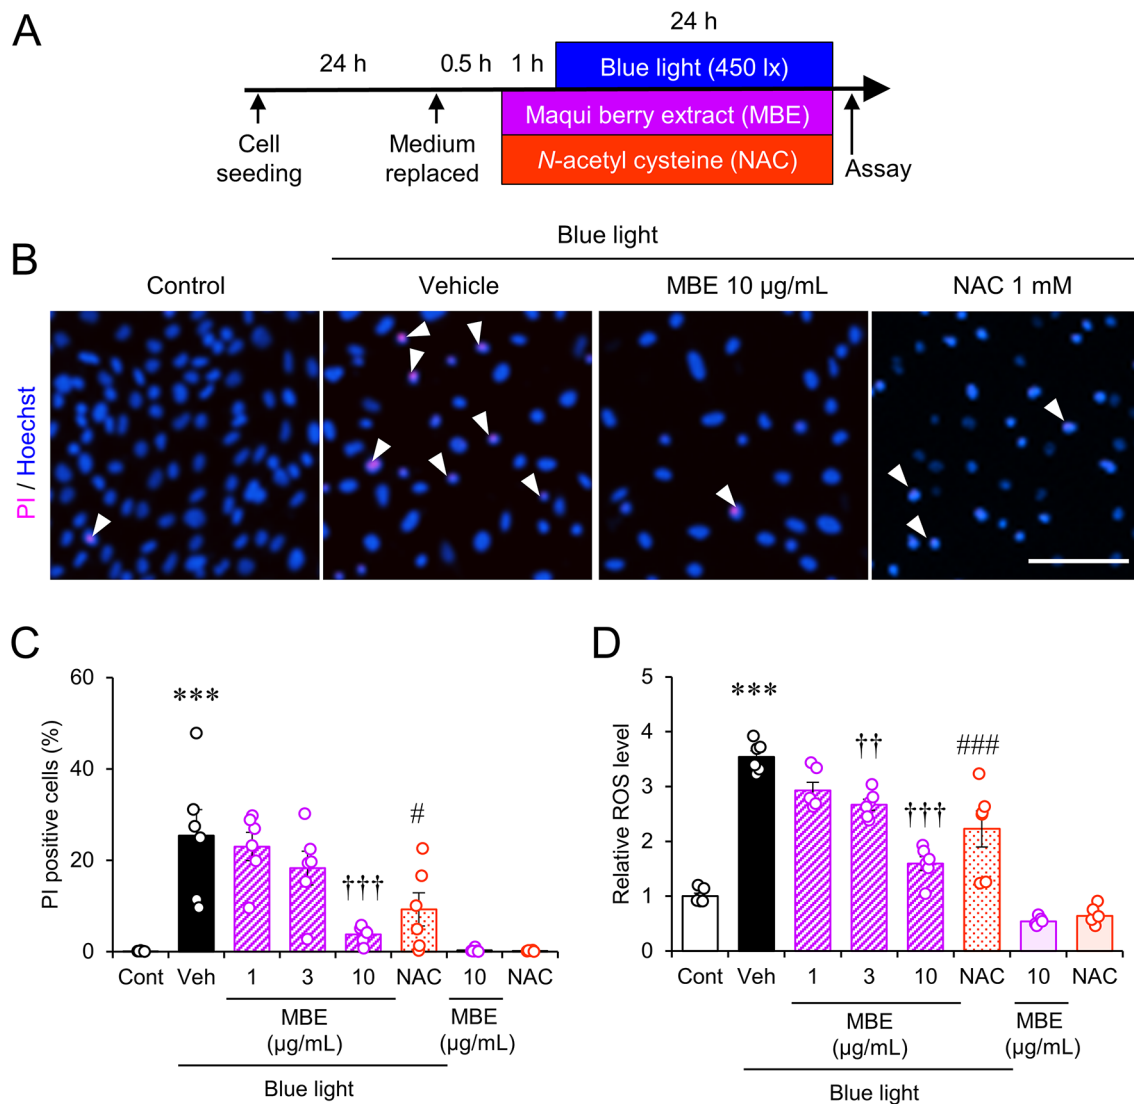 A
24 h
24 h
0.5 h
1 h
Blue light (450 lx)
Maqui berry extract (MBE)
N-acetyl cysteine (NAC)
Cell
seeding
Medium
replaced
Assay
B
Blue light
Control
Vehicle
MBE 10 µg/mL
NAC 1 mM
PI / Hoechst
C
PI positive cells (%)
60
40
20
0
***
†††
#
Cont
Veh
1
3
10
NAC
10
NAC
MBE
(µg/mL)
MBE
(µg/mL)
Blue light
D
Relative ROS level
5
4
3
2
1
0
***
††
†††
###
Cont
Veh
1
3
10
NAC
10
NAC
MBE
(µg/mL)
MBE
(µg/mL)
Blue light